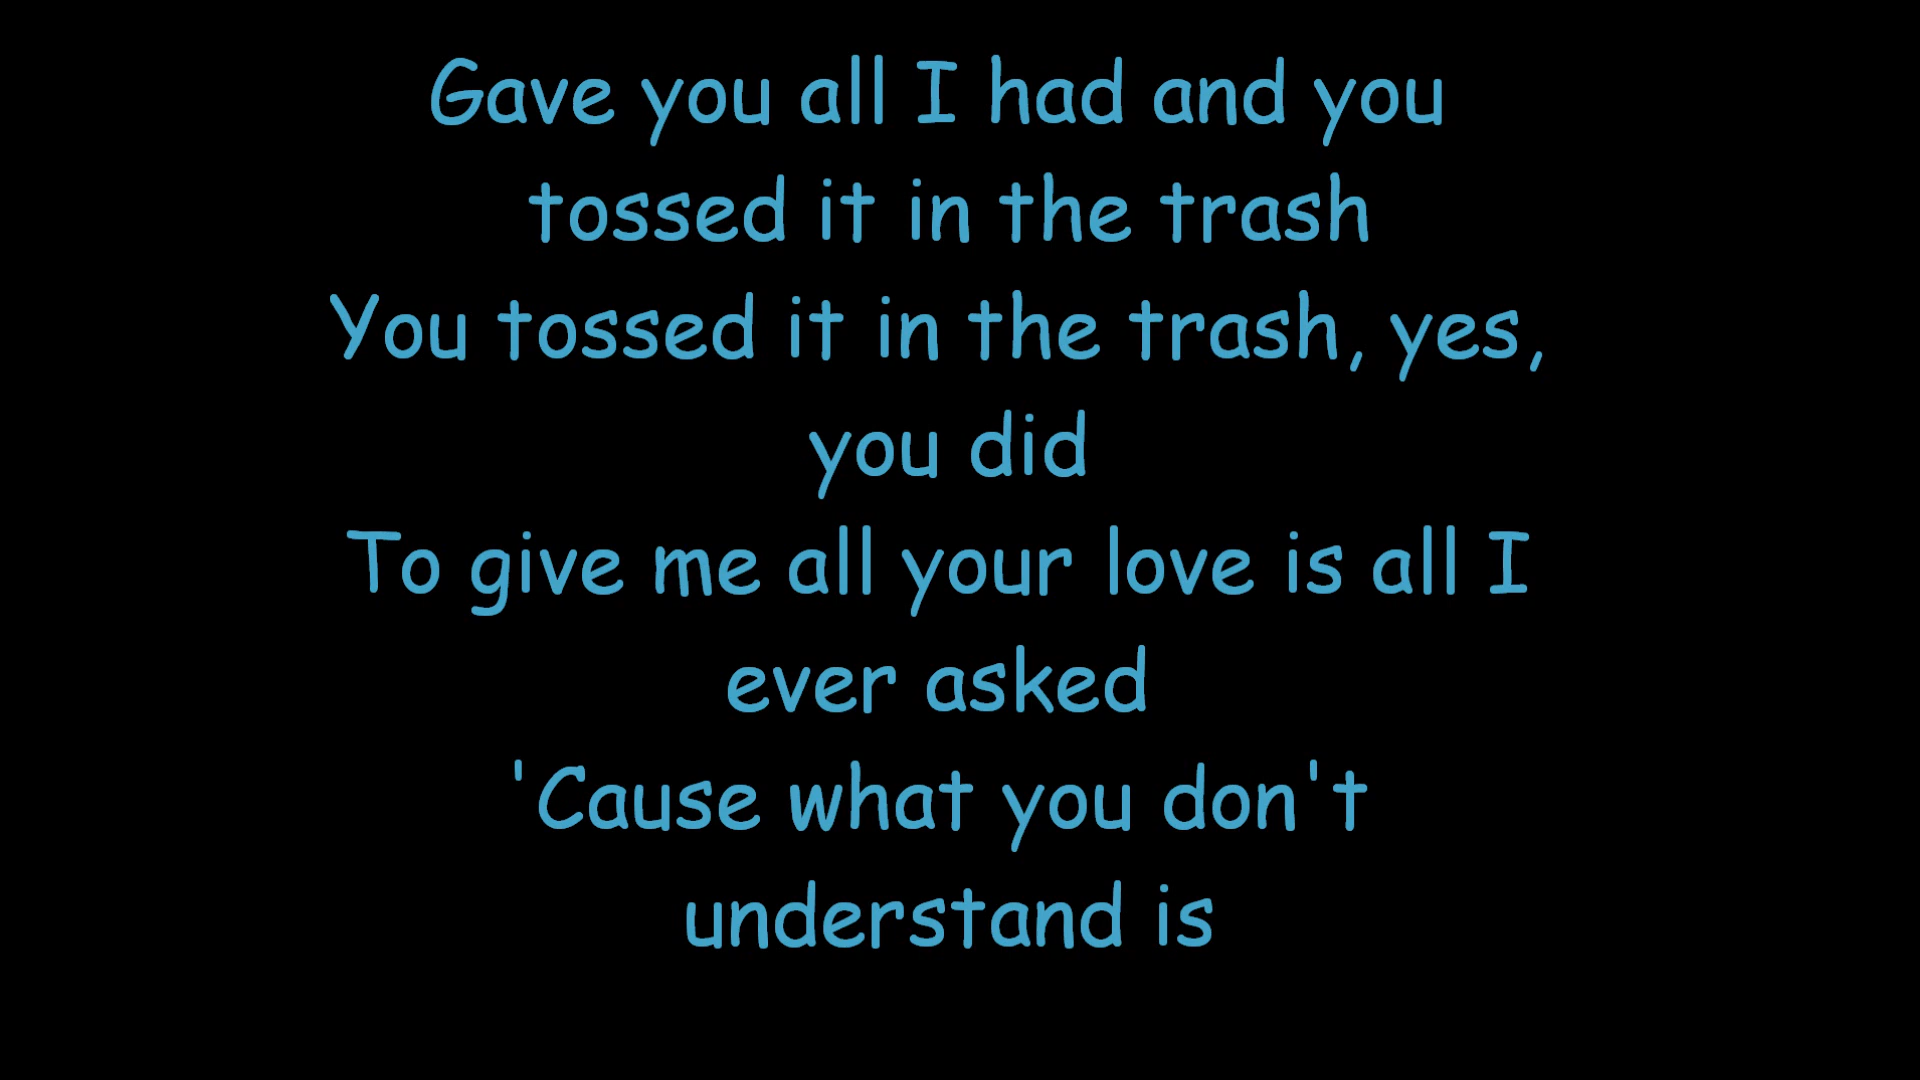 Gave you all I had and you
tossed it in the trash
You tossed it in the trash, yes,
you did
To give me all your love is all I
ever asked
'Cause what you don't
understand is